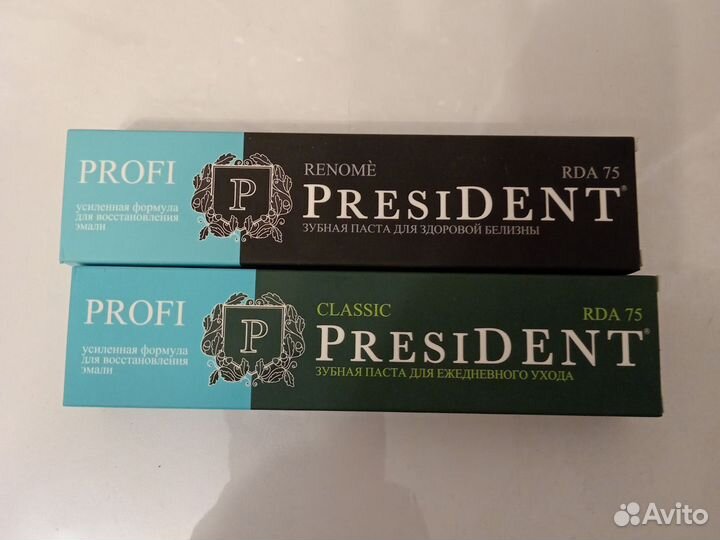 PROFI
усиленная формула
для восстановления
эмали
P
RENOMÈ
RDA 75
PRESIDENT®
ЗУБНАЯ ПАСТА ДЛЯ ЗДОРОВОЙ БЕЛИЗНЫ
PROFI
усиленная формула
для восстановления
эмали
P
CLASSIC
RDA 75
PRESIDENT®
ЗУБНАЯ ПАСТА ДЛЯ ЕЖЕДНЕВНОГО УХОДА
Avito